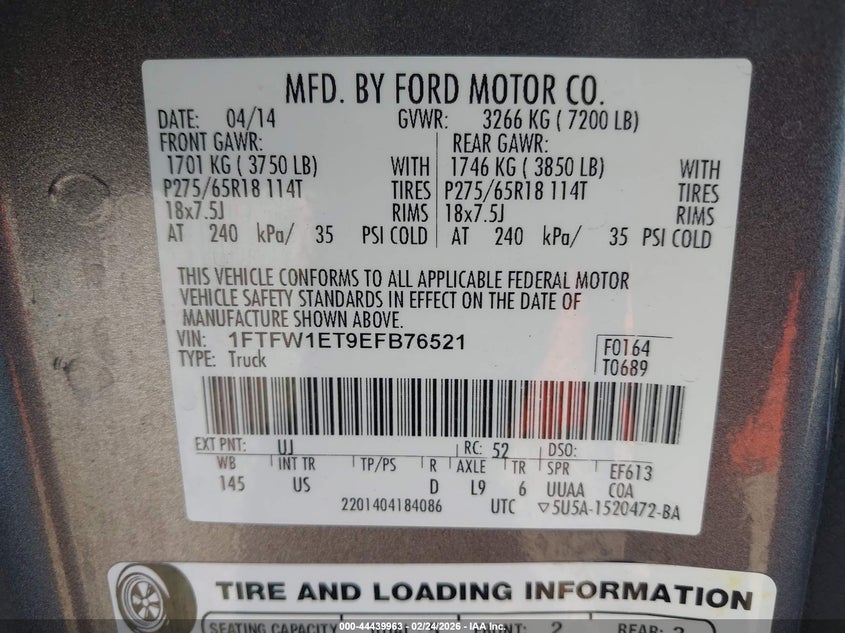 MFD. BY FORD MOTOR CO.
DATE: 04/14 GVWR: 3266 KG ( 7200 LB)
FRONT GAWR: REAR GAWR:
1701 KG ( 3750 LB) WITH 1746 KG ( 3850 LB) WITH
P275/65R18 114T TIRES P275/65R18 114T TIRES
18x7.5J RIMS 18x7.5J RIMS
AT 240 kPa/ 35 PSI COLD AT 240 kPa/ 35 PSI COLD
THIS VEHICLE CONFORMS TO ALL APPLICABLE FEDERAL MOTOR
VEHICLE SAFETY STANDARDS IN EFFECT ON THE DATE OF
MANUFACTURE SHOWN ABOVE.
VIN: 1FTFW1ET9EFB76521 F0164
TYPE: Truck T0689
EXT PNT: UJ RC: 52 DSO:
WB INT TR TP/PS R AXLE TR SPR EF613
145 US D L9 6 UUAA COA
2201404184086 UTC ▽5U5A-1520472-BA
TIRE AND LOADING INFORMATION
SEATING CAPACITY 2 REAR:
000-44439963 - 02/24/2026 - IAA Inc.